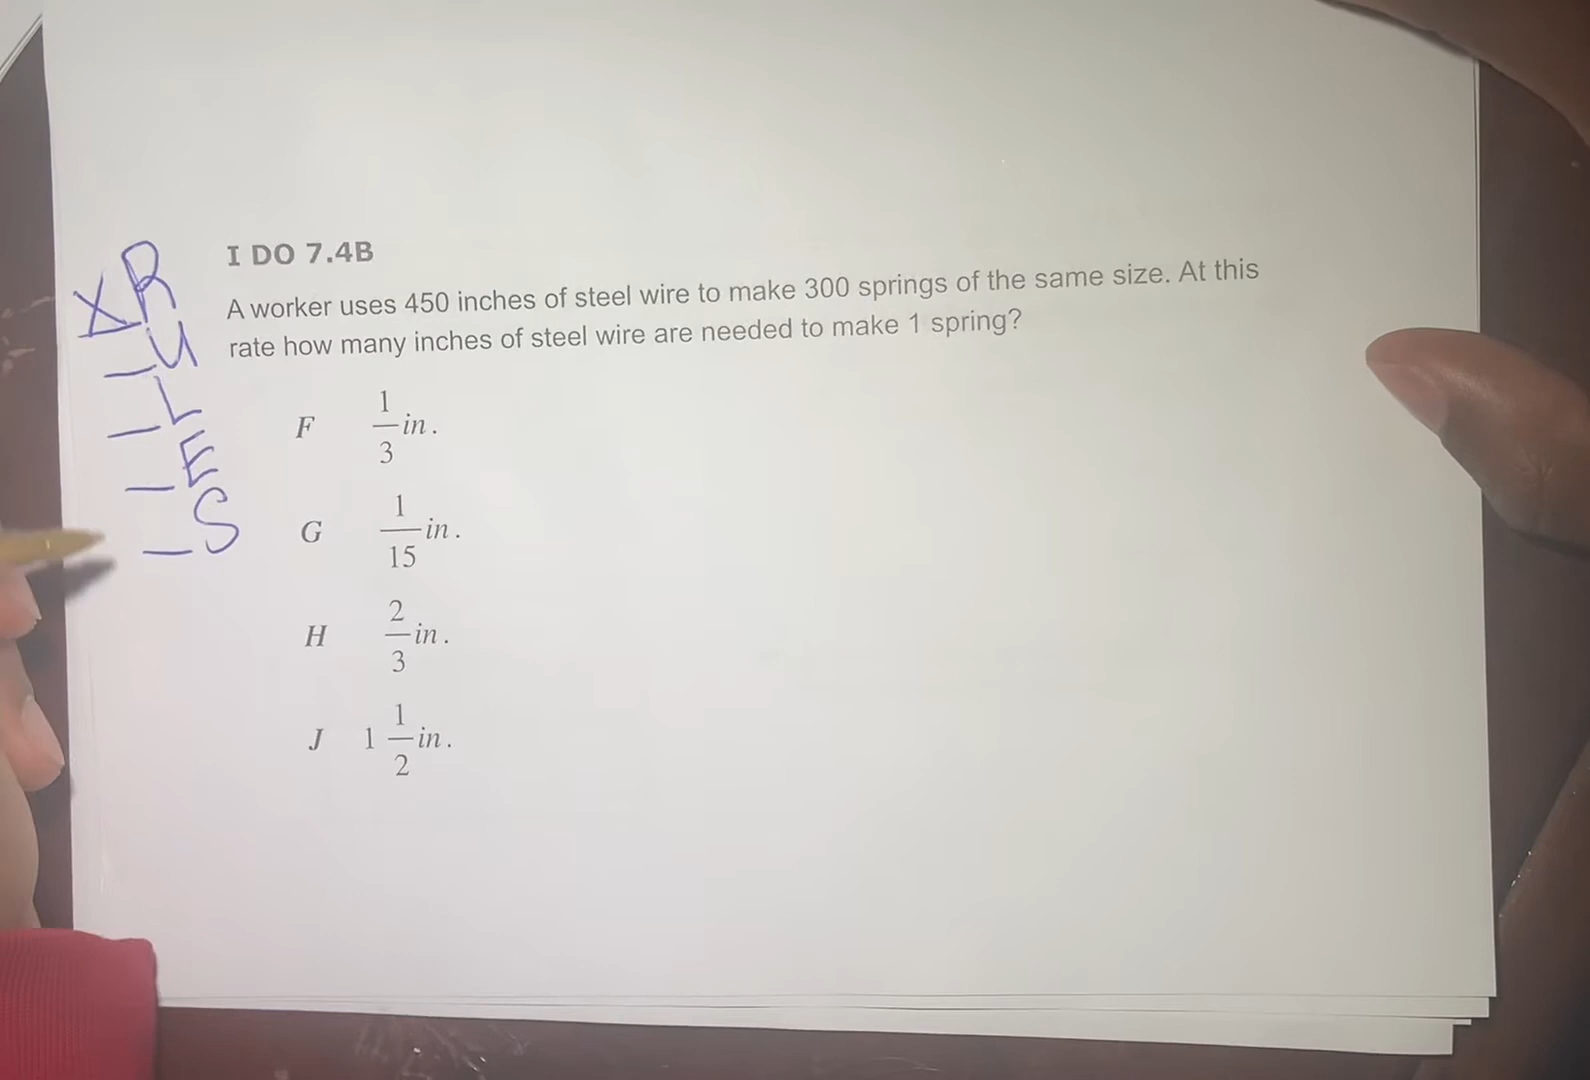 I DO 7.4B
A worker uses 450 inches of steel wire to make 300 springs of the same size. At this
rate how many inches of steel wire are needed to make 1 spring?
X R
_ U
_ L
_ E
_ S
F 1/3 in.
G 1/15 in.
H 2/3 in.
J 1 1/2 in.